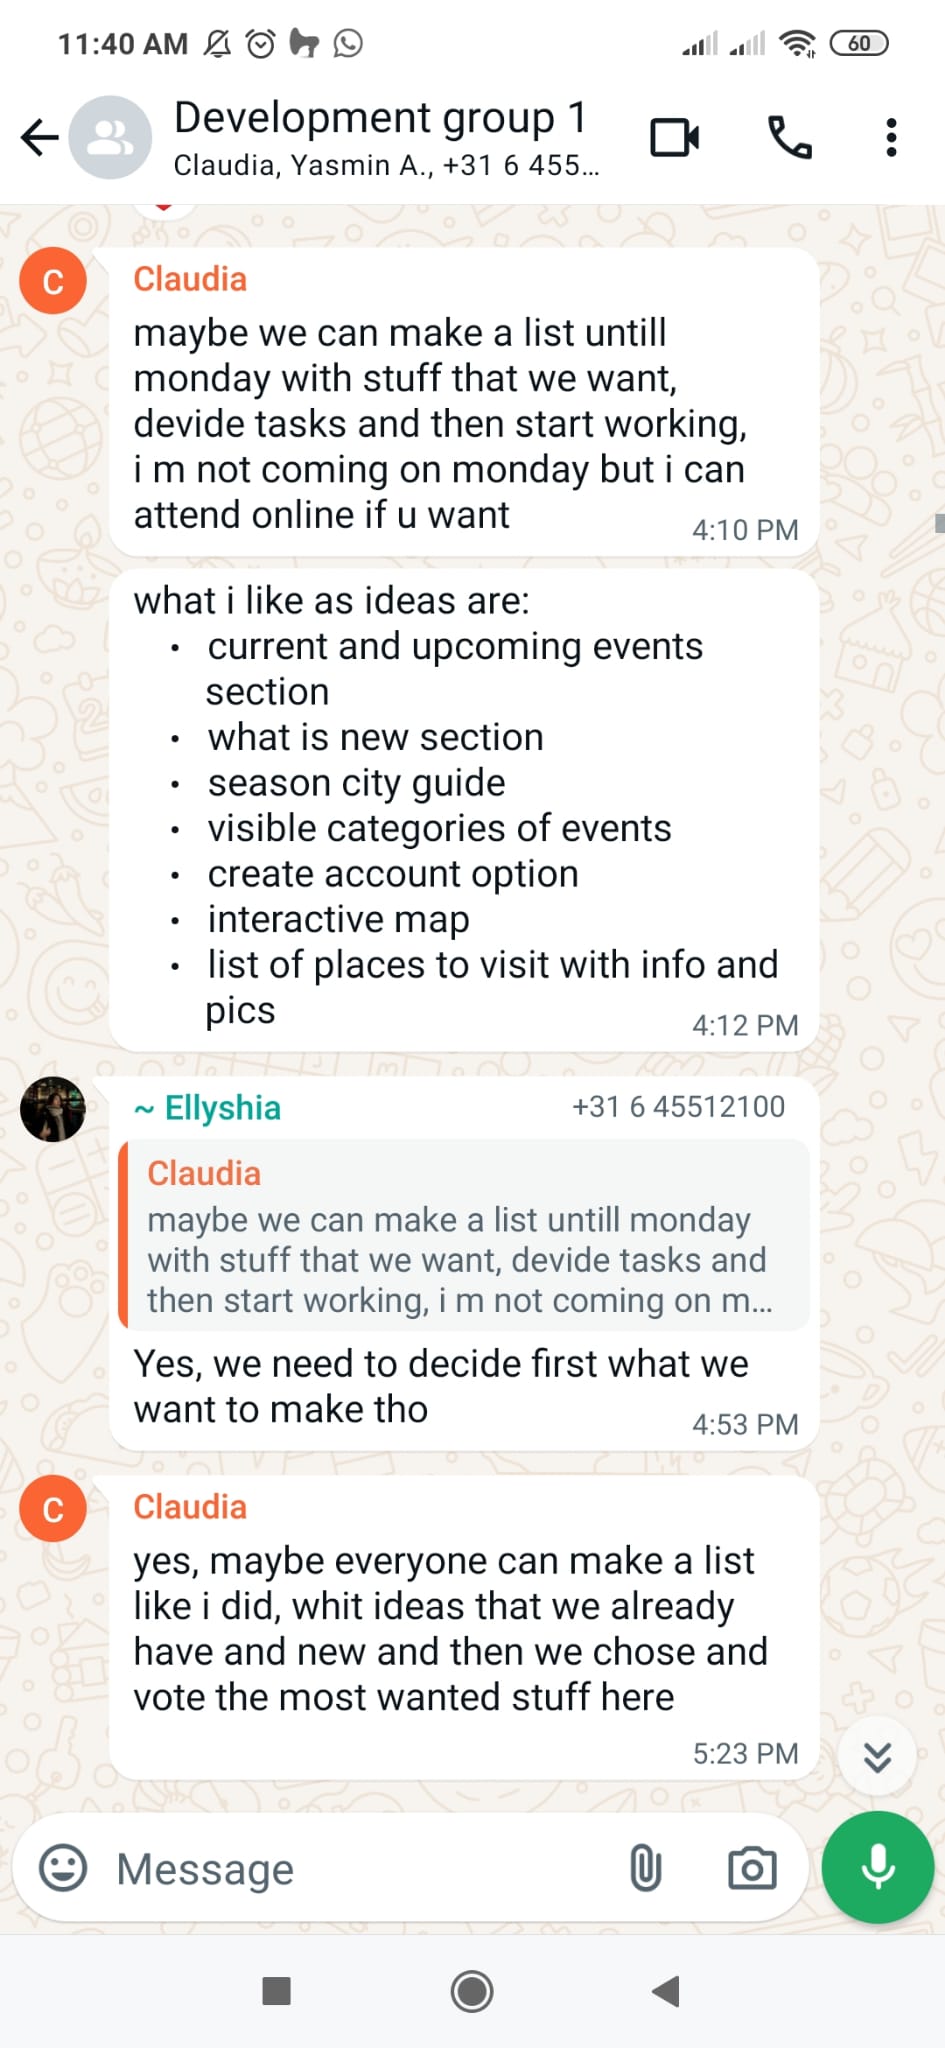 11:40 AM
60
Development group 1
Claudia, Yasmin A., +31 6 455...
C
Claudia
maybe we can make a list untill
monday with stuff that we want,
devide tasks and then start working,
i m not coming on monday but i can
attend online if u want
4:10 PM
what i like as ideas are:
• current and upcoming events
section
• what is new section
• season city guide
• visible categories of events
• create account option
• interactive map
• list of places to visit with info and
pics
4:12 PM
~ Ellyshia +31 6 45512100
Claudia
maybe we can make a list untill monday
with stuff that we want, devide tasks and
then start working, i m not coming on m...
Yes, we need to decide first what we
want to make tho
4:53 PM
C
Claudia
yes, maybe everyone can make a list
like i did, whit ideas that we already
have and new and then we chose and
vote the most wanted stuff here
5:23 PM
Message